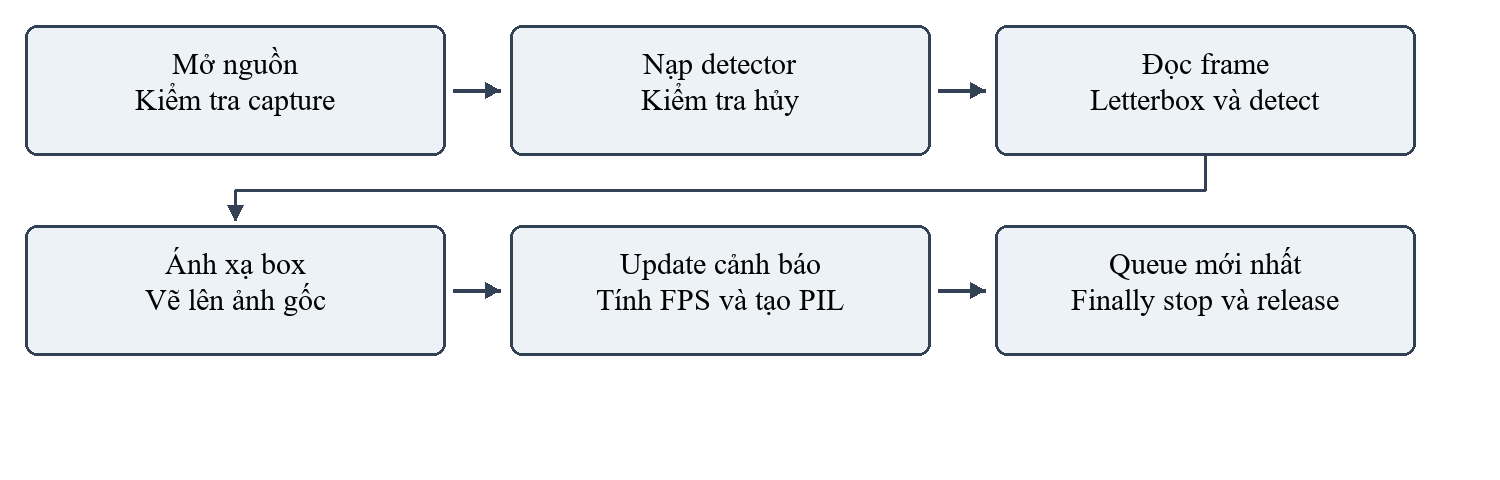 Mở nguồn
Kiểm tra capture
Nạp detector
Kiểm tra hủy
Đọc frame
Letterbox và detect
Ánh xạ box
Vẽ lên ảnh gốc
Update cảnh báo
Tính FPS và tạo PIL
Queue mới nhất
Finally stop và release